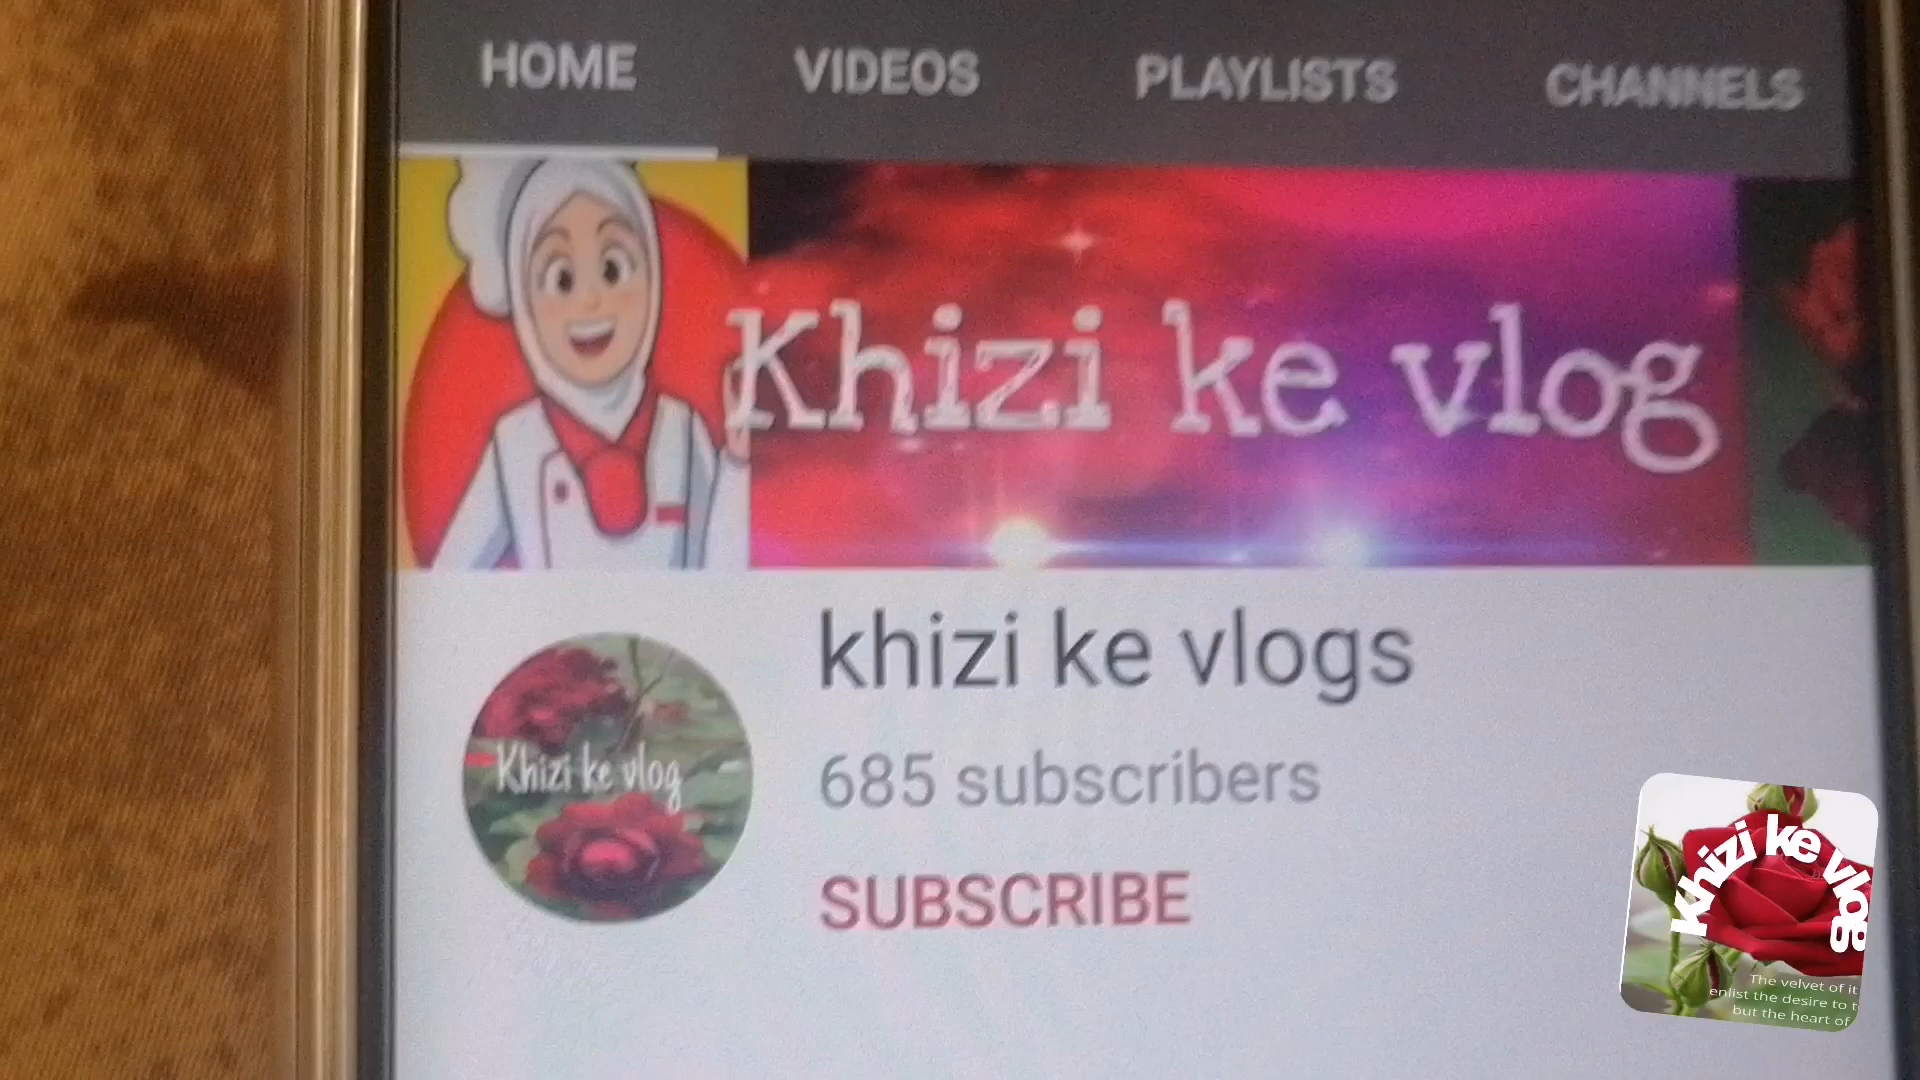 HOME VIDEOS PLAYLISTS CHANNELS
Khizi ke vlog
khizi ke vlogs
685 subscribers
SUBSCRIBE
Khizi ke vlog
Khizi ke vlog
The velvet of it
enlist the desire to t
but the heart of